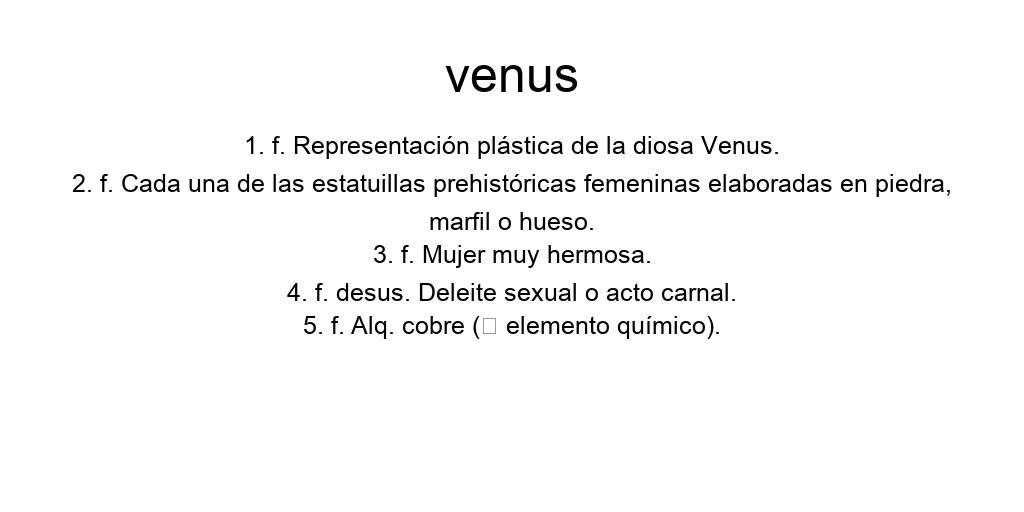 venus
1. f. Representación plástica de la diosa Venus.
2. f. Cada una de las estatuillas prehistóricas femeninas elaboradas en piedra,
marfil o hueso.
3. f. Mujer muy hermosa.
4. f. desus. Deleite sexual o acto carnal.
5. f. Alq. cobre (□ elemento químico).